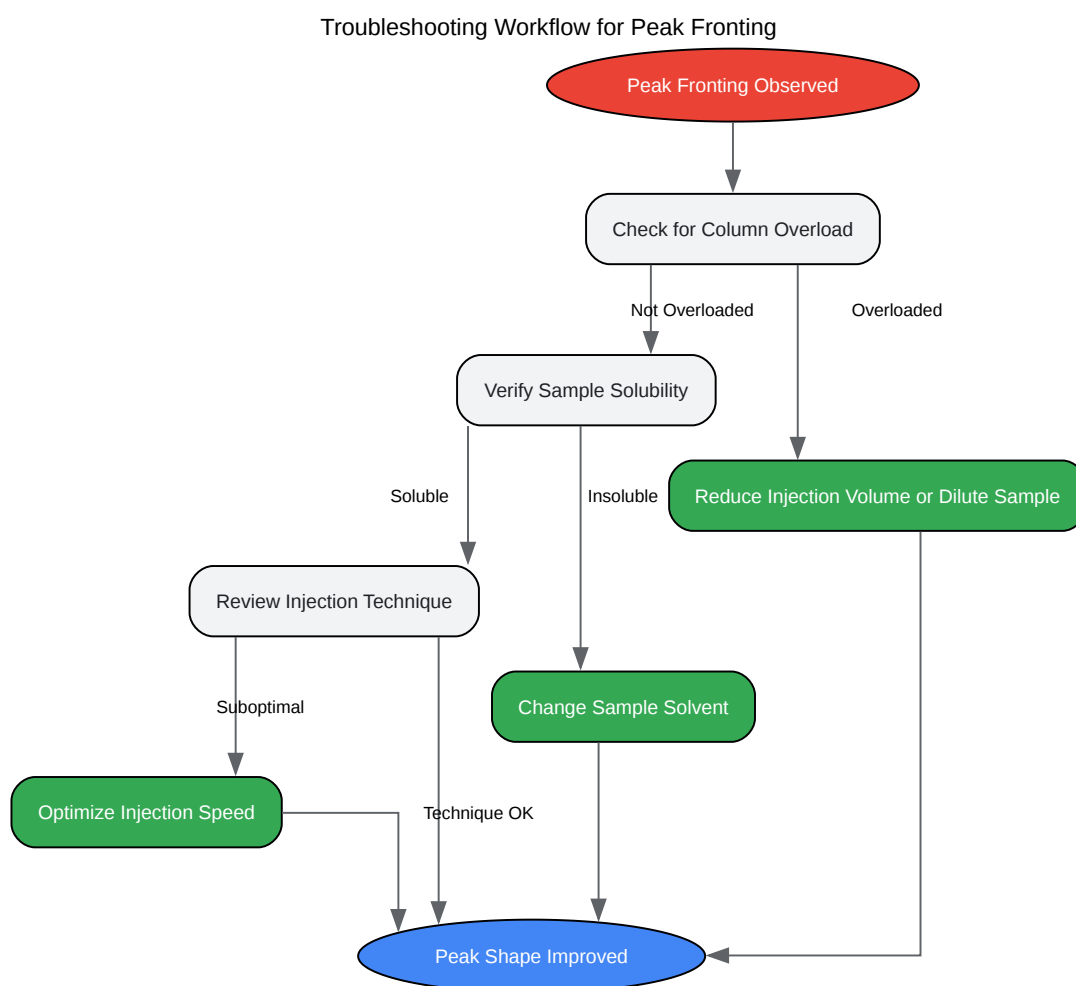 Troubleshooting Workflow for Peak Fronting
Peak Fronting Observed
Check for Column Overload
Not Overloaded
Overloaded
Verify Sample Solubility
Soluble
Insoluble
Reduce Injection Volume or Dilute Sample
Review Injection Technique
Suboptimal
Change Sample Solvent
Optimize Injection Speed
Technique OK
Peak Shape Improved